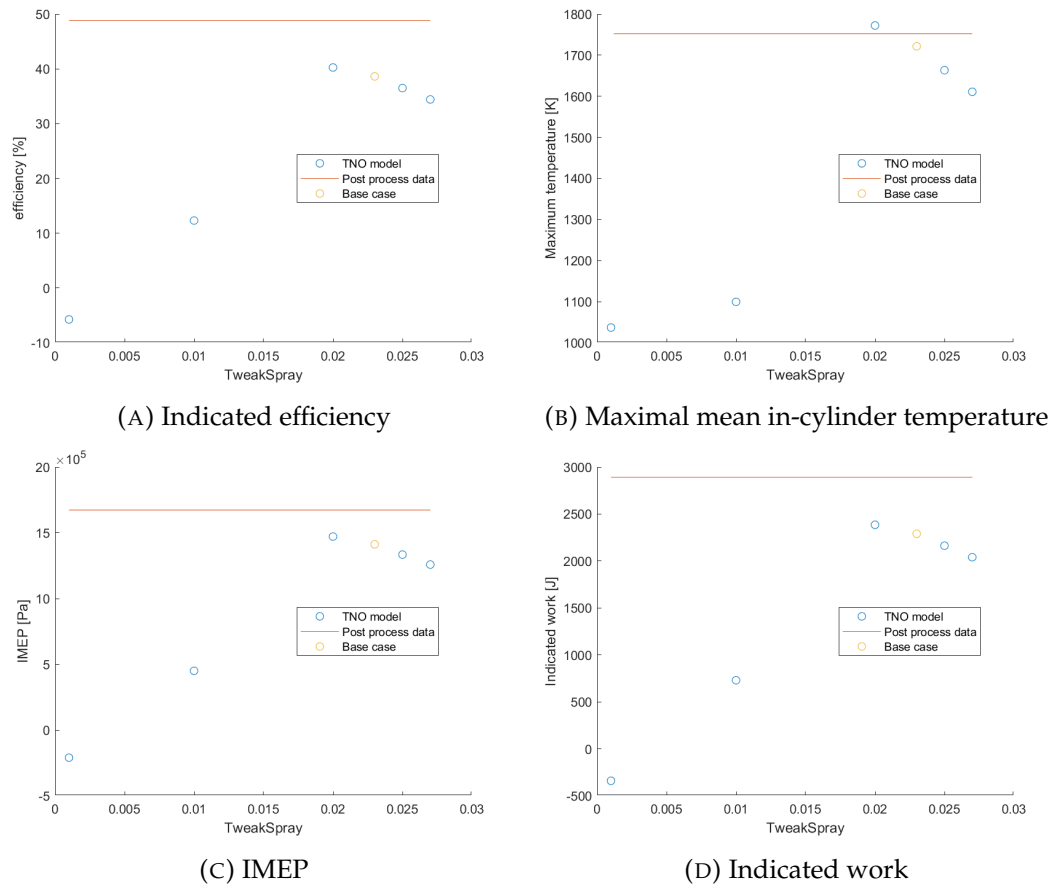 50
40
30
20
10
0
-10
efficiency [%]
TNO model
Post process data
Base case
0 0.005 0.01 0.015 0.02 0.025 0.03
TweakSpray
(A) Indicated efficiency
1800
1700
1600
1500
1400
1300
1200
1100
1000
Maximum temperature [K]
TNO model
Post process data
Base case
0 0.005 0.01 0.015 0.02 0.025 0.03
TweakSpray
(B) Maximal mean in-cylinder temperature
×10⁵
20
15
10
5
0
-5
IMEP [Pa]
TNO model
Post process data
Base case
0 0.005 0.01 0.015 0.02 0.025 0.03
TweakSpray
(C) IMEP
3000
2500
2000
1500
1000
500
0
-500
Indicated work [J]
TNO model
Post process data
Base case
0 0.005 0.01 0.015 0.02 0.025 0.03
TweakSpray
(D) Indicated work